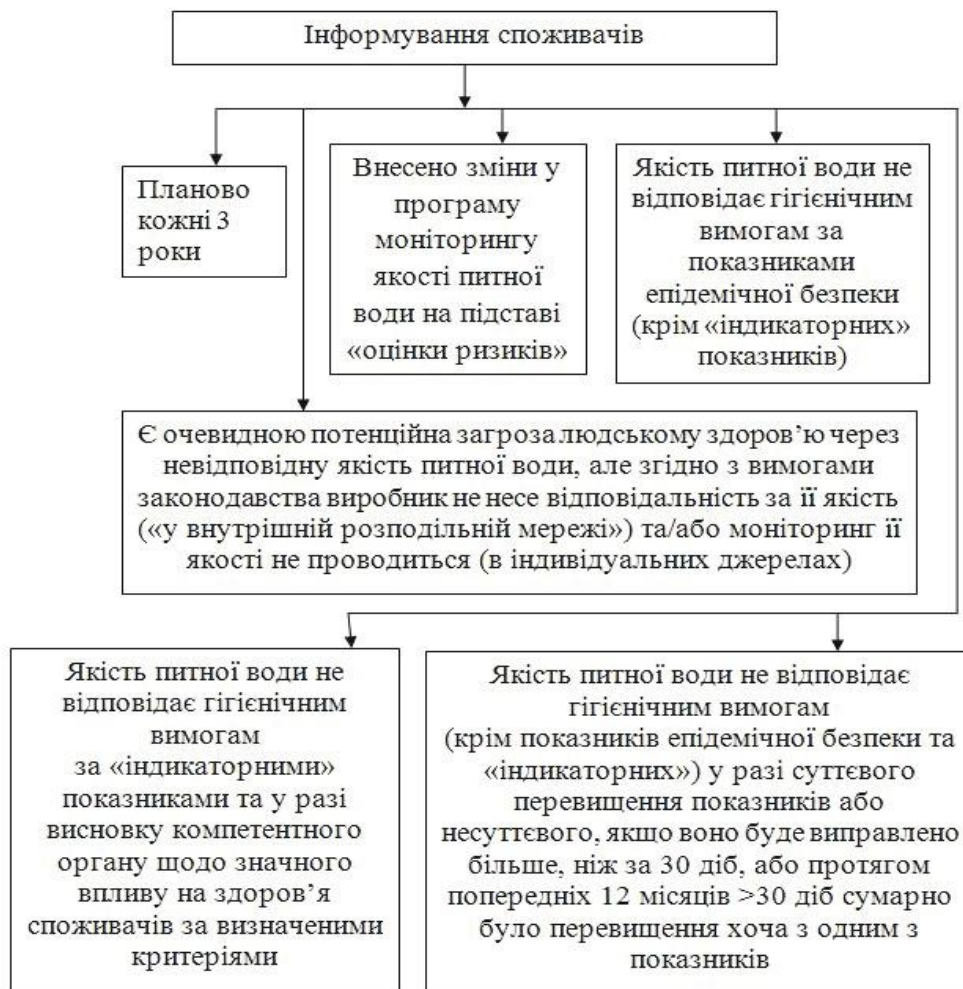 Інформування споживачів
Планово
кожні 3
роки
Внесено зміни у
програму
моніторингу
якості питної
води на підставі
«оцінки ризиків»
Якість питної води не
відповідає гігієнічним
вимогам за
показниками
епідемічної безпеки
(крім «індикаторних»
показників)
Є очевидною потенційна загроза людському здоров’ю через
невідповідну якість питної води, але згідно з вимогами
законодавства виробник не несе відповідальність за її якість
(«у внутрішній розподільній мережі») та/або моніторинг її
якості не проводиться (в індивідуальних джерелах)
Якість питної води не
відповідає гігієнічним
вимогам
за «індикаторними»
показниками та у разі
висновку компетентного
органу щодо значного
впливу на здоров’я
споживачів за визначеними
критеріями
Якість питної води не відповідає
гігієнічним вимогам
(крім показників епідемічної безпеки та
«індикаторних») у разі суттєвого
перевищення показників або
несуттєвого, якщо воно буде виправлено
більше, ніж за 30 діб, або протягом
попередніх 12 місяців >30 діб сумарно
було перевищення хоча з одним з
показників